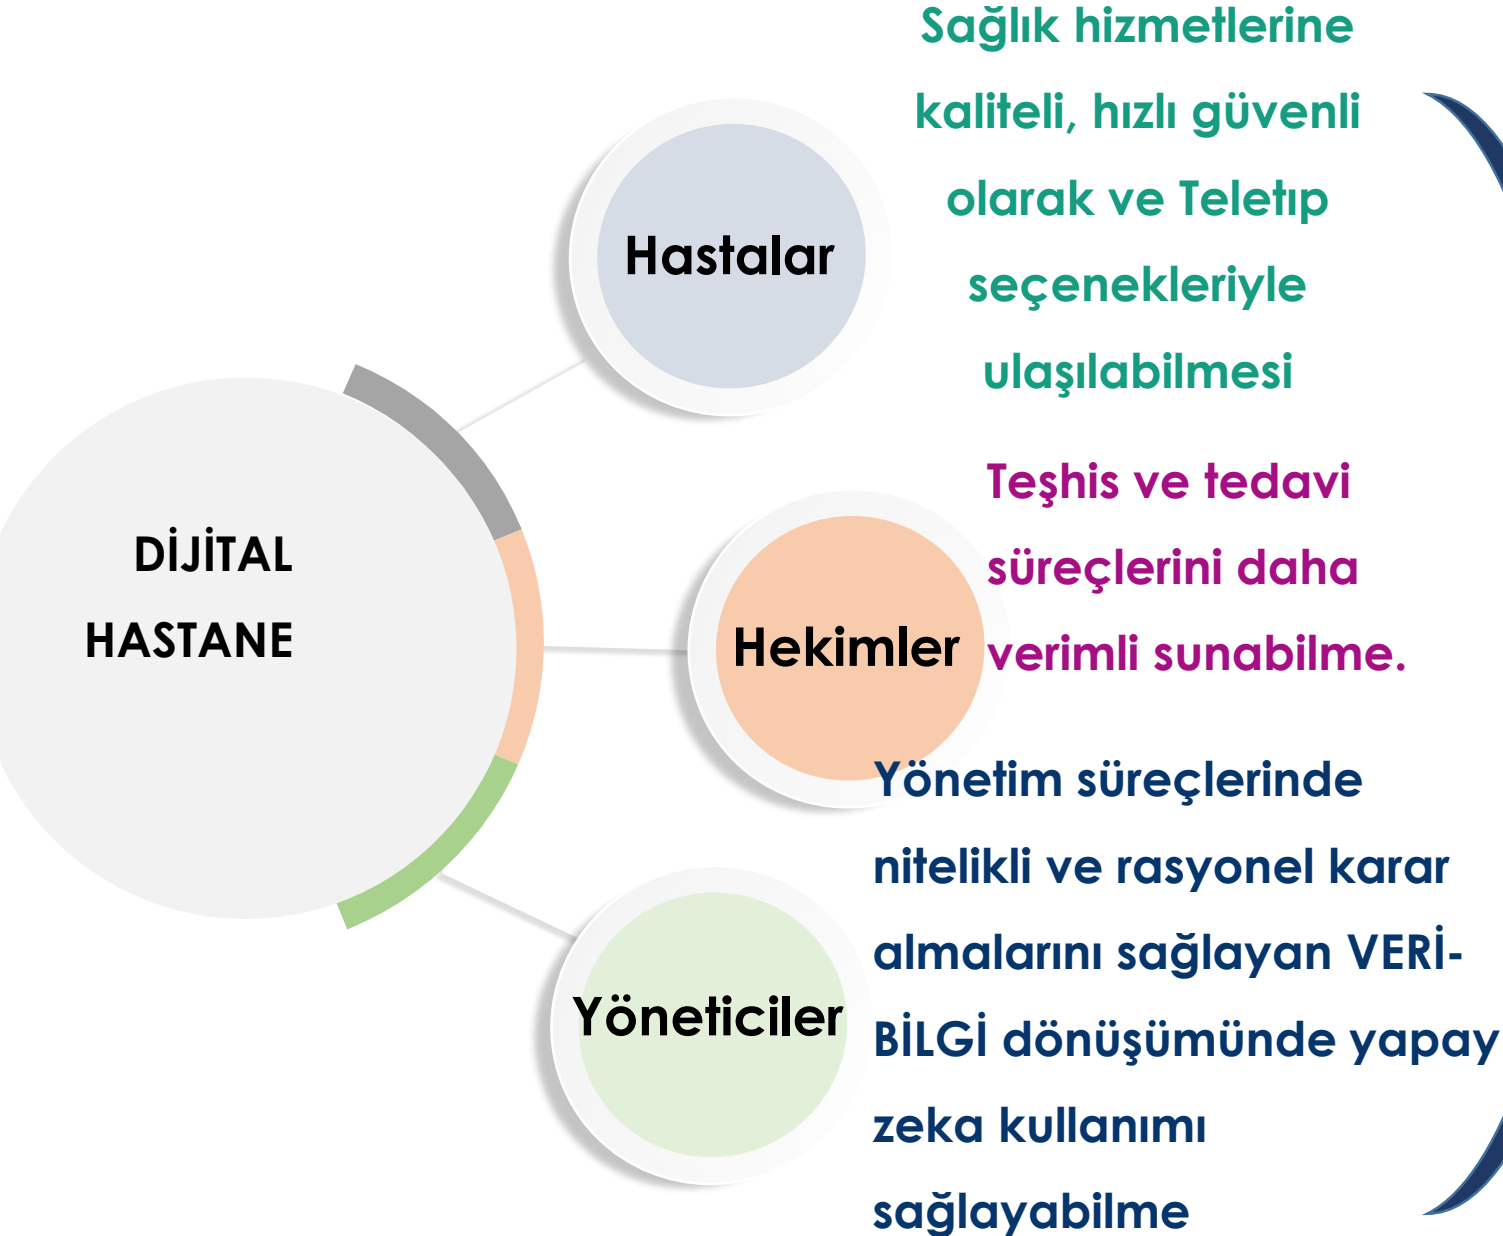 DİJİTAL
HASTANE
Hastalar
Sağlık hizmetlerine
kaliteli, hızlı güvenli
olarak ve Teletıp
seçenekleriyle
ulaşılabilmesi
Hekimler
Teşhis ve tedavi
süreçlerini daha
verimli sunabilme.
Yöneticiler
Yönetim süreçlerinde
nitelikli ve rasyonel karar
almalarını sağlayan VERİ-
BİLGİ dönüşümünde yapay
zeka kullanımı
sağlayabilme